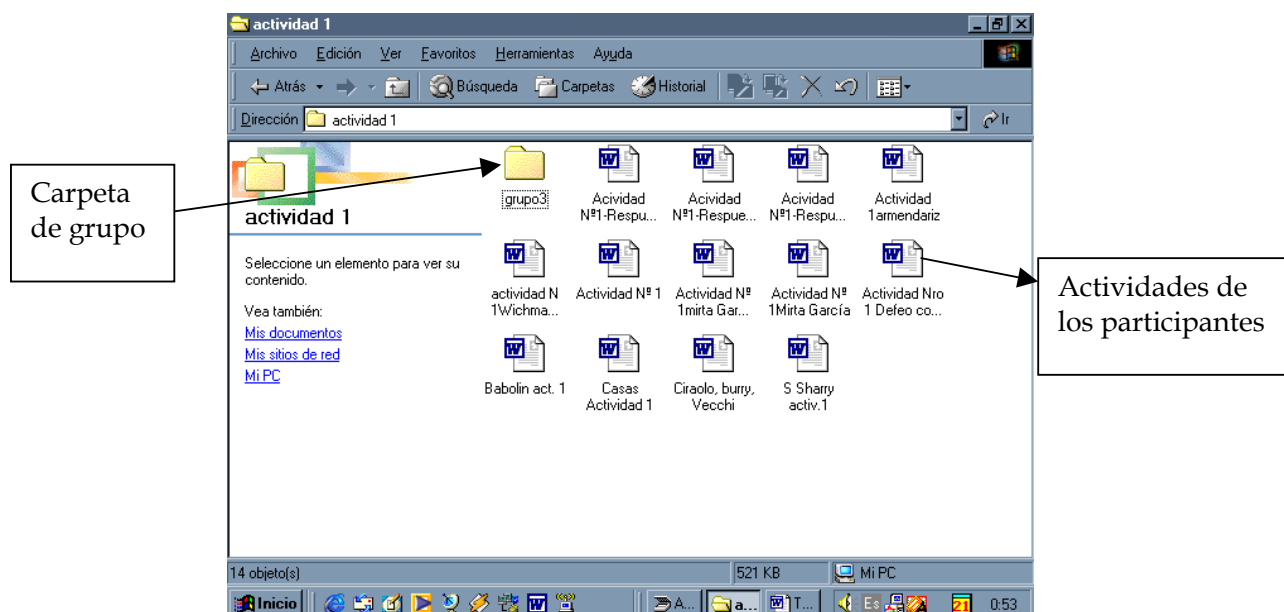 actividad 1
Archivo Edición Ver Favoritos Herramientas Ayuda
Atrás Búsqueda Carpetas Historial
Dirección actividad 1 Ir
Carpeta
de grupo
actividad 1
Seleccione un elemento para ver su
contenido.
Vea también:
Mis documentos
Mis sitios de red
Mi PC
grupo3
Acividad
Nº1-Respu...
Acividad
Nº1-Respue...
Acividad
Nº1-Respu...
Actividad
1armendariz
actividad N
1Wichma...
Actividad Nº 1
Actividad Nº
1mirta Gar...
Actividad Nº
1Mirta García
Actividad Nro
1 Defeo co...
Babolin act. 1
Casas
Actividad 1
Ciraolo, burry,
Vecchi
S Sharry
activ.1
Actividades de
los participantes
14 objeto(s) 521 KB Mi PC
Inicio A... a... T... Es 21 0:53